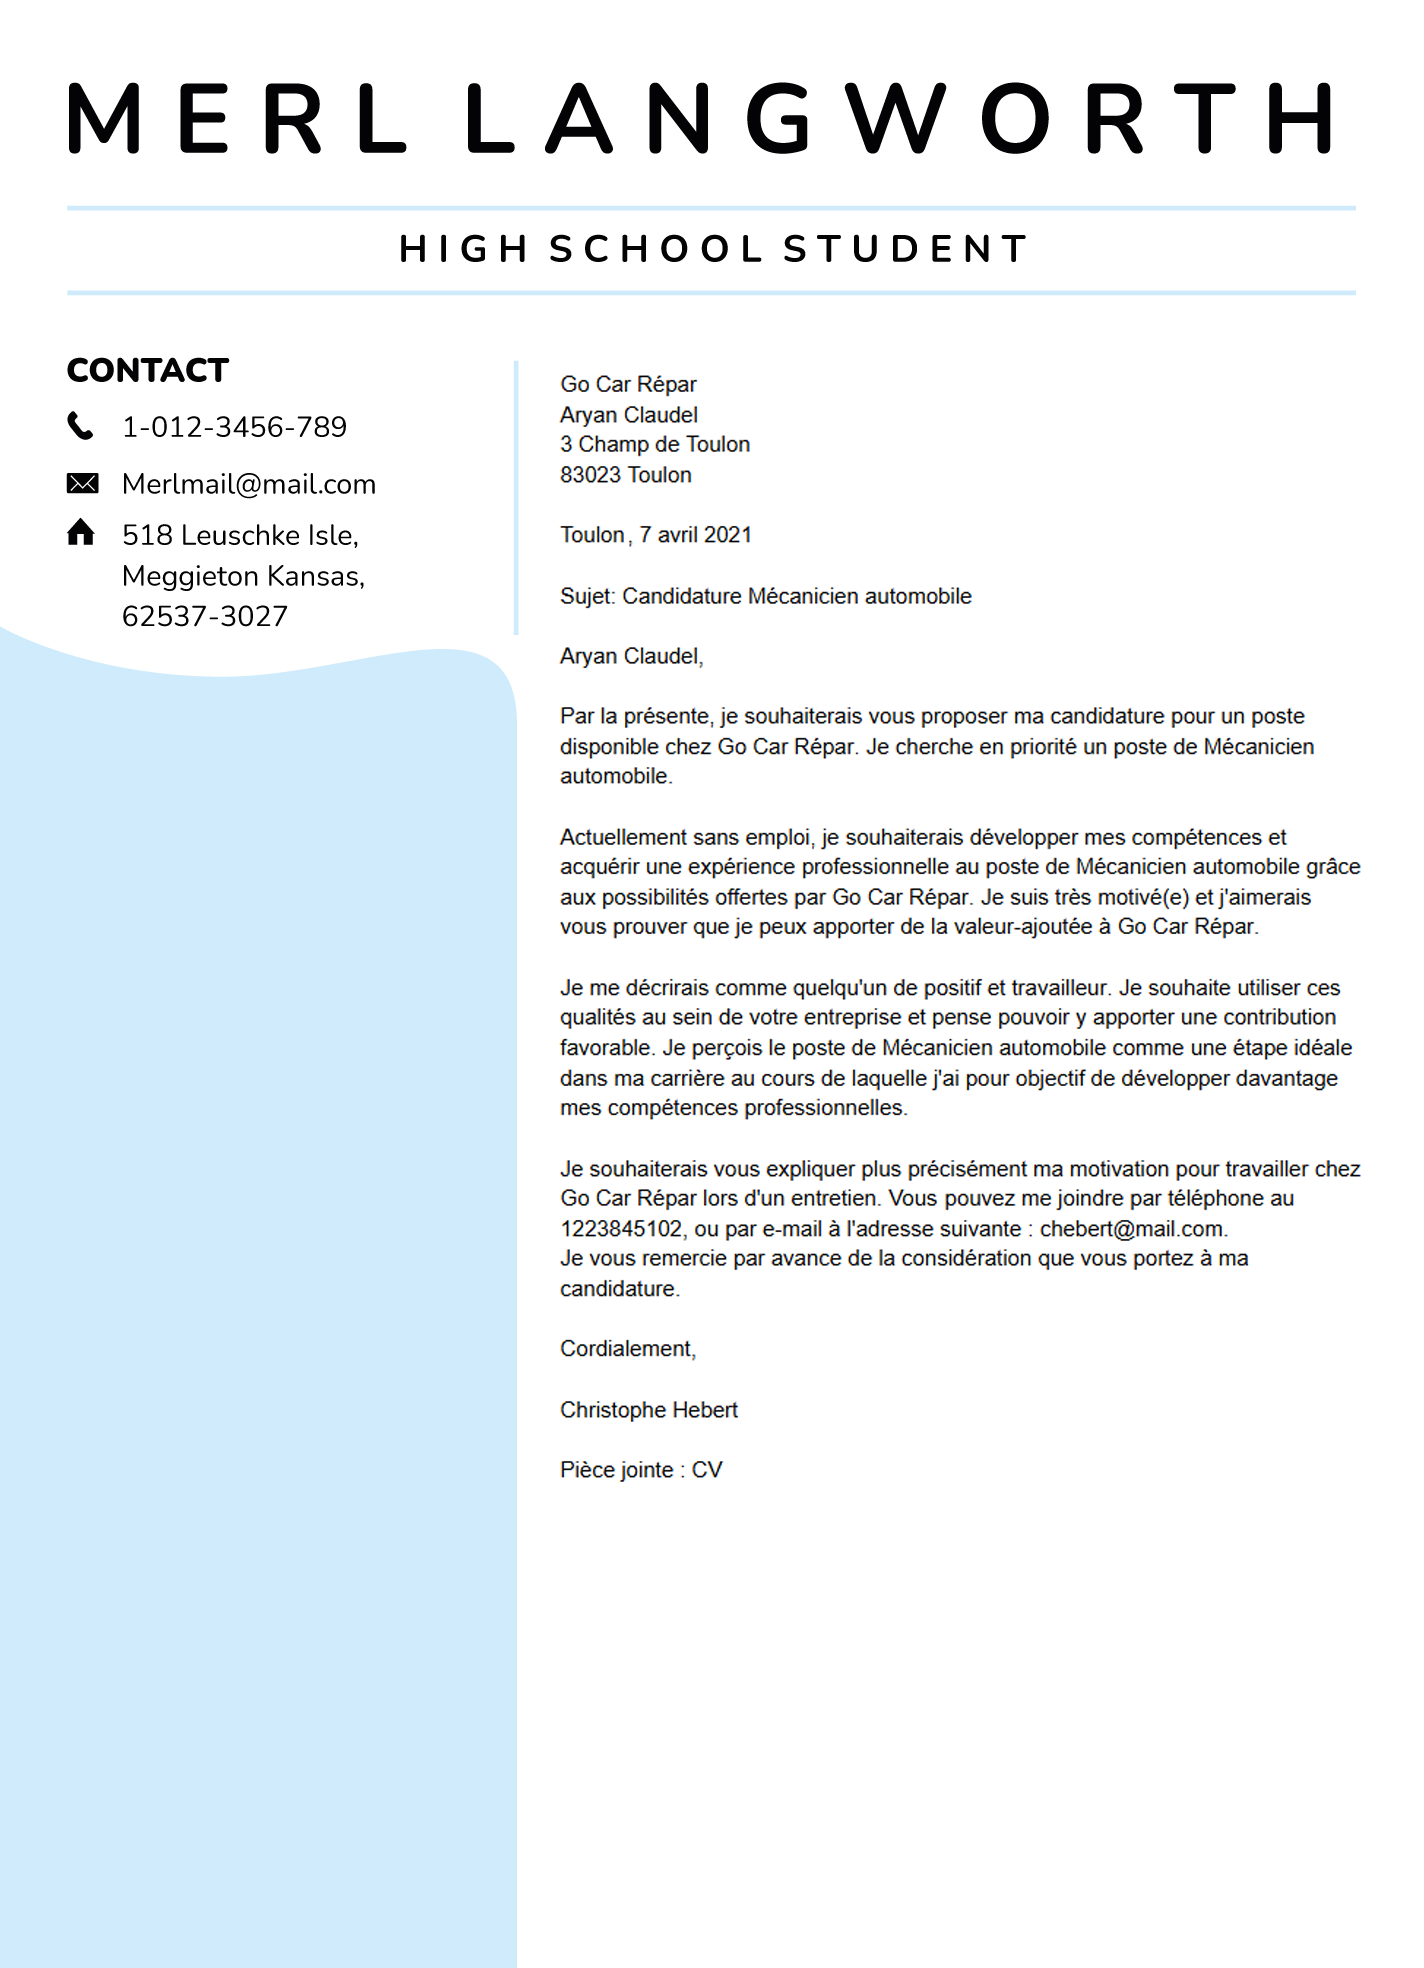 MERL LANGWORTH
HIGH SCHOOL STUDENT
CONTACT
1-012-3456-789
Merlmail@mail.com
518 Leuschke Isle,
Meggieton Kansas,
62537-3027
Go Car Répar
Aryan Claudel
3 Champ de Toulon
83023 Toulon
Toulon, 7 avril 2021
Sujet: Candidature Mécanicien automobile
Aryan Claudel,
Par la présente, je souhaiterais vous proposer ma candidature pour un poste
disponible chez Go Car Répar. Je cherche en priorité un poste de Mécanicien
automobile.
Actuellement sans emploi, je souhaiterais développer mes compétences et
acquérir une expérience professionnelle au poste de Mécanicien automobile grâce
aux possibilités offertes par Go Car Répar. Je suis très motivé(e) et j'aimerais
vous prouver que je peux apporter de la valeur-ajoutée à Go Car Répar.
Je me décrirais comme quelqu'un de positif et travailleur. Je souhaite utiliser ces
qualités au sein de votre entreprise et pense pouvoir y apporter une contribution
favorable. Je perçois le poste de Mécanicien automobile comme une étape idéale
dans ma carrière au cours de laquelle j'ai pour objectif de développer davantage
mes compétences professionnelles.
Je souhaiterais vous expliquer plus précisément ma motivation pour travailler chez
Go Car Répar lors d'un entretien. Vous pouvez me joindre par téléphone au
1223845102, ou par e-mail à l'adresse suivante : chebert@mail.com.
Je vous remercie par avance de la considération que vous portez à ma
candidature.
Cordialement,
Christophe Hebert
Pièce jointe : CV